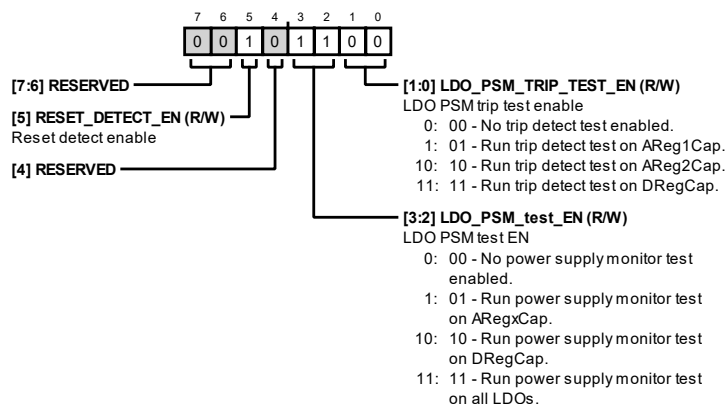 7 6 5 4 3 2 1 0
0 0 1 0 1 1 0 0
[7:6] RESERVED
[5] RESET_DETECT_EN (R/W)
Reset detect enable
[4] RESERVED
[1:0] LDO_PSM_TRIP_TEST_EN (R/W)
LDO PSM trip test enable
0: 00 - No trip detect test enabled.
1: 01 - Run trip detect test on AReg1Cap.
10: 10 - Run trip detect test on AReg2Cap.
11: 11 - Run trip detect test on DRegCap.
[3:2] LDO_PSM_test_EN (R/W)
LDO PSM test EN
0: 00 - No power supply monitor test
enabled.
1: 01 - Run power supply monitor test
on ARegxCap.
10: 10 - Run power supply monitor test
on DRegCap.
11: 11 - Run power supply monitor test
on all LDOs.